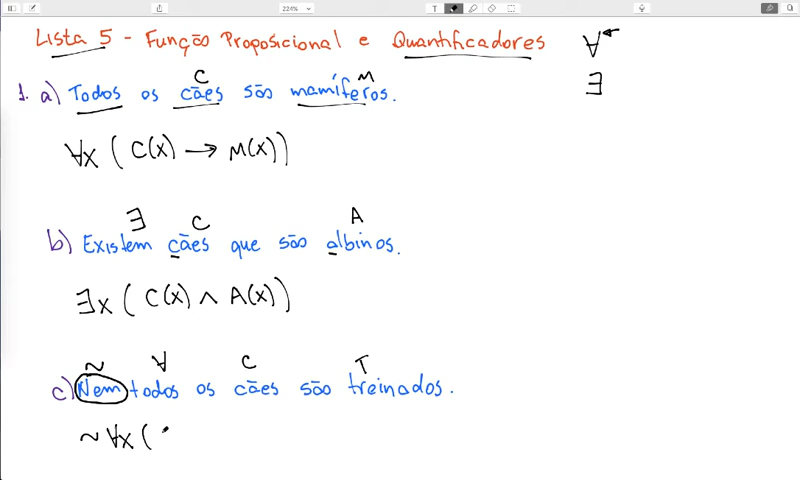 224%
T
Lista 5 - Função Proposicional e Quantificadores
∀
∃
C M
1. a) Todos os cães são mamíferos.
∀x ( C(x) → M(x))
∃ C A
b) Existem cães que são albinos.
∃x ( C(x) ∧ A(x))
~ ∀ C T
c) Nem todos os cães são treinados.
~ ∀x (